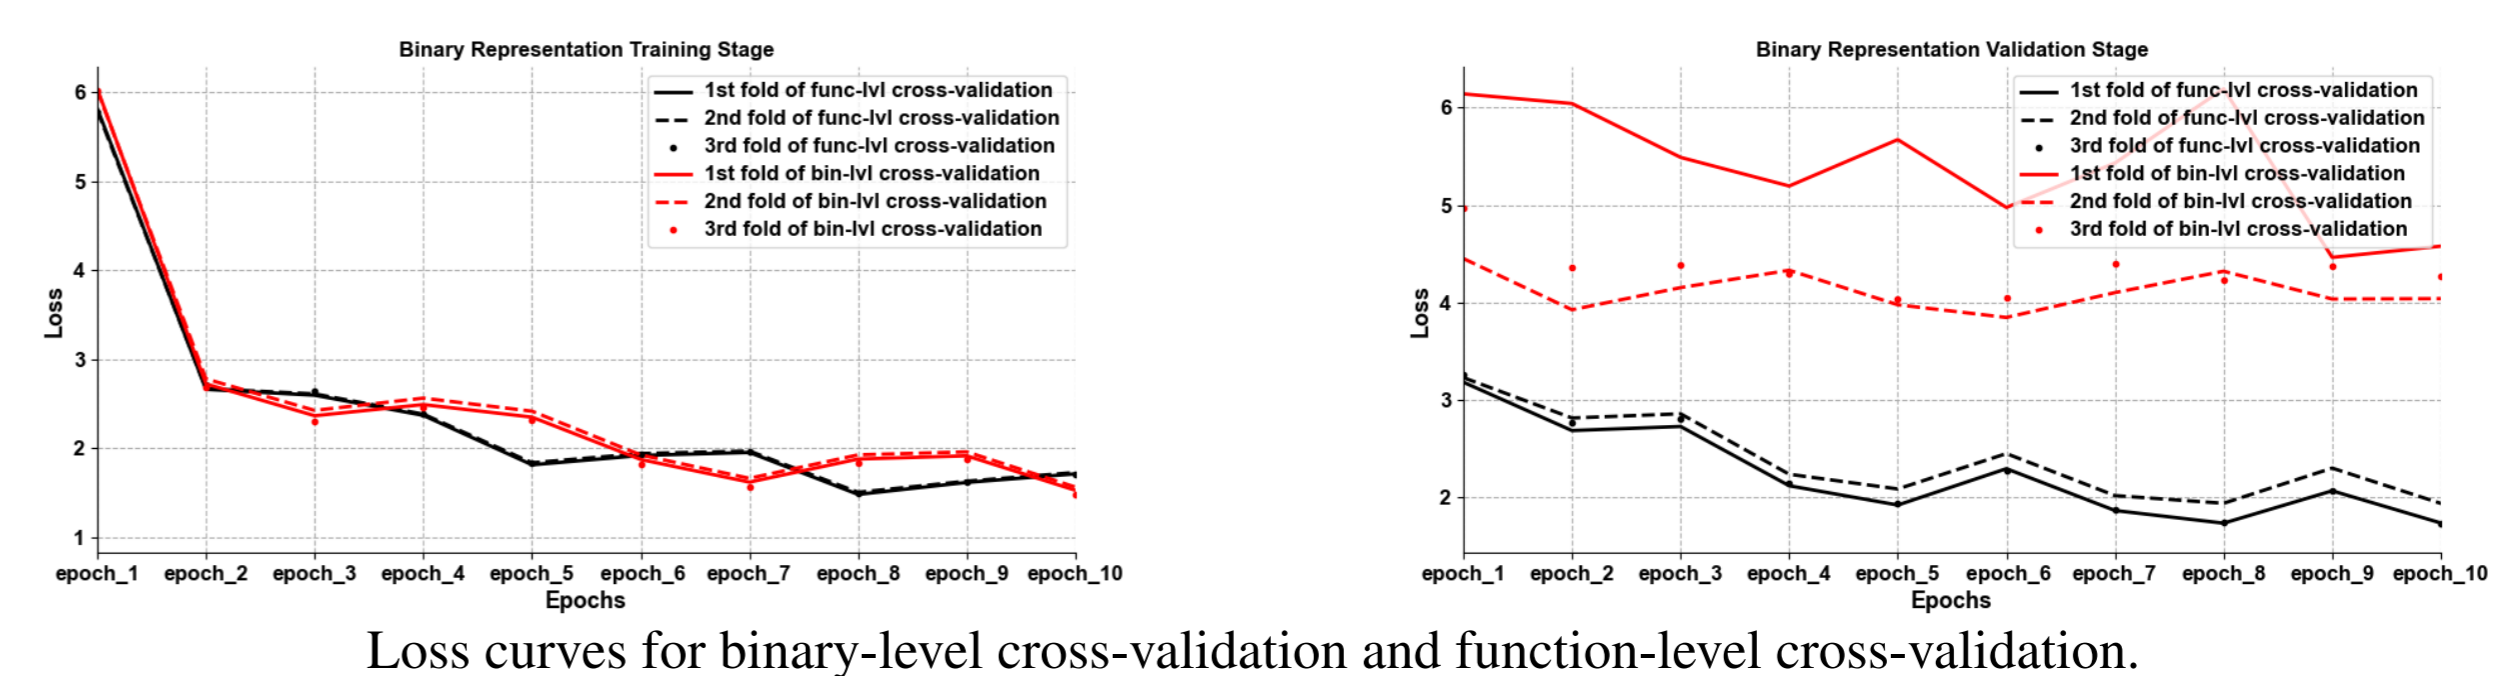 Binary Representation Training Stage
1st fold of func-lvl cross-validation
2nd fold of func-lvl cross-validation
3rd fold of func-lvl cross-validation
1st fold of bin-lvl cross-validation
2nd fold of bin-lvl cross-validation
3rd fold of bin-lvl cross-validation
6
5
4
3
2
1
Loss
epoch_1 epoch_2 epoch_3 epoch_4 epoch_5 epoch_6 epoch_7 epoch_8 epoch_9 epoch_10
Epochs
Binary Representation Validation Stage
1st fold of func-lvl cross-validation
2nd fold of func-lvl cross-validation
3rd fold of func-lvl cross-validation
1st fold of bin-lvl cross-validation
2nd fold of bin-lvl cross-validation
3rd fold of bin-lvl cross-validation
6
5
4
3
2
Loss
epoch_1 epoch_2 epoch_3 epoch_4 epoch_5 epoch_6 epoch_7 epoch_8 epoch_9 epoch_10
Epochs
Loss curves for binary-level cross-validation and function-level cross-validation.